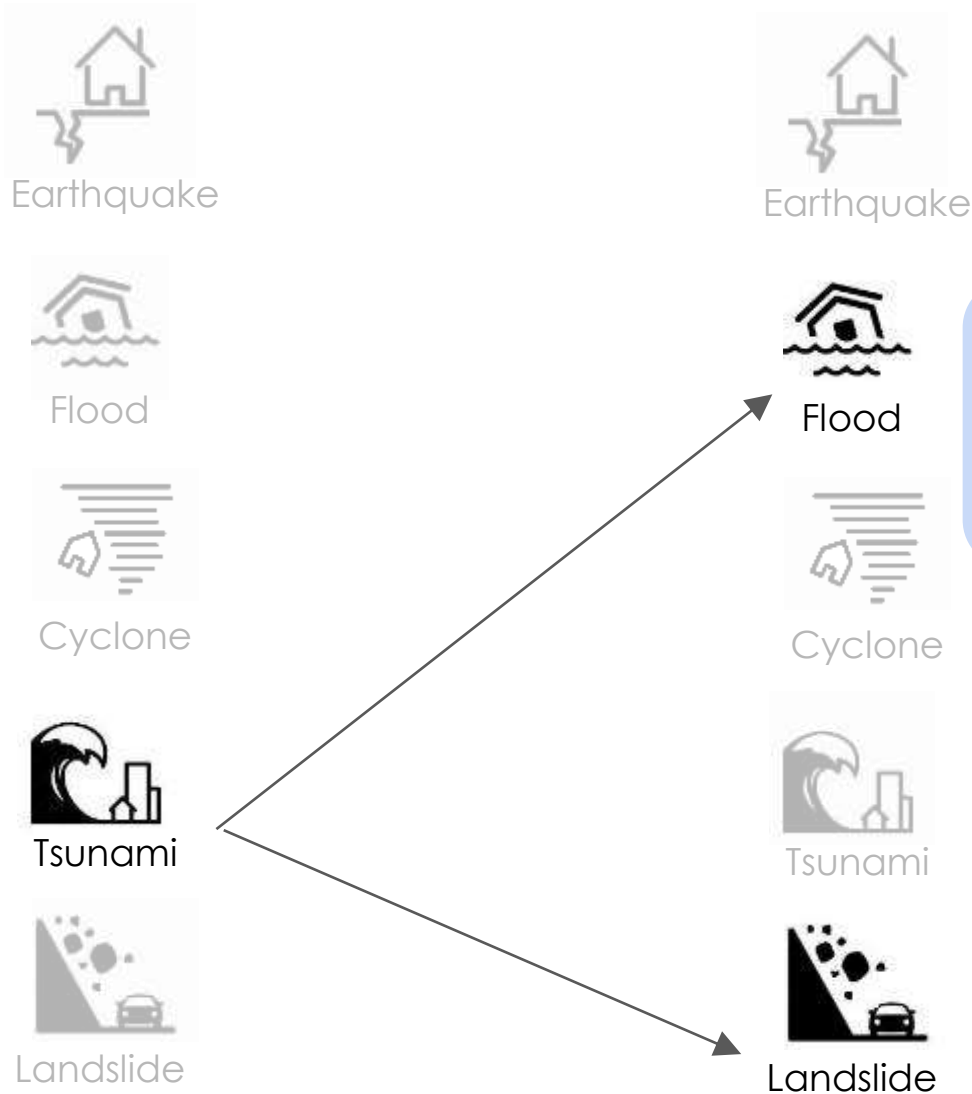 Earthquake
Earthquake
Flood
Flood
Cyclone
Cyclone
Tsunami
Tsunami
Landslide
Landslide